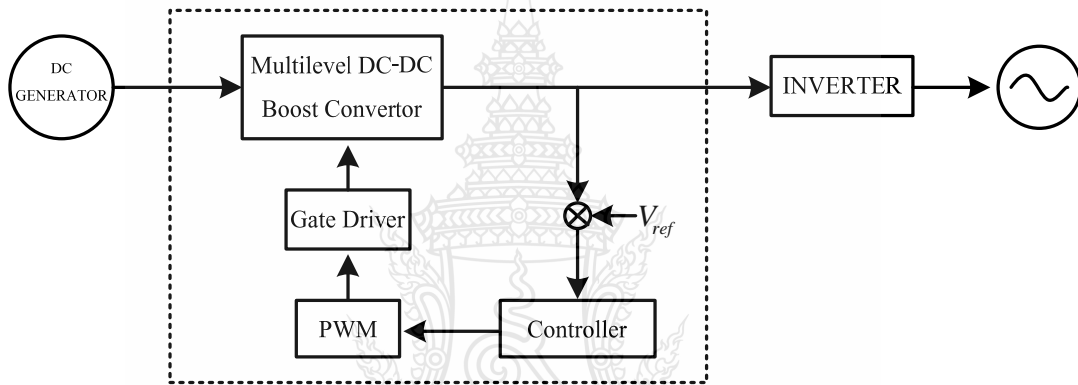 DC
GENERATOR
Multilevel DC-DC
Boost Convertor
INVERTER
Gate Driver
V_ref
PWM
Controller